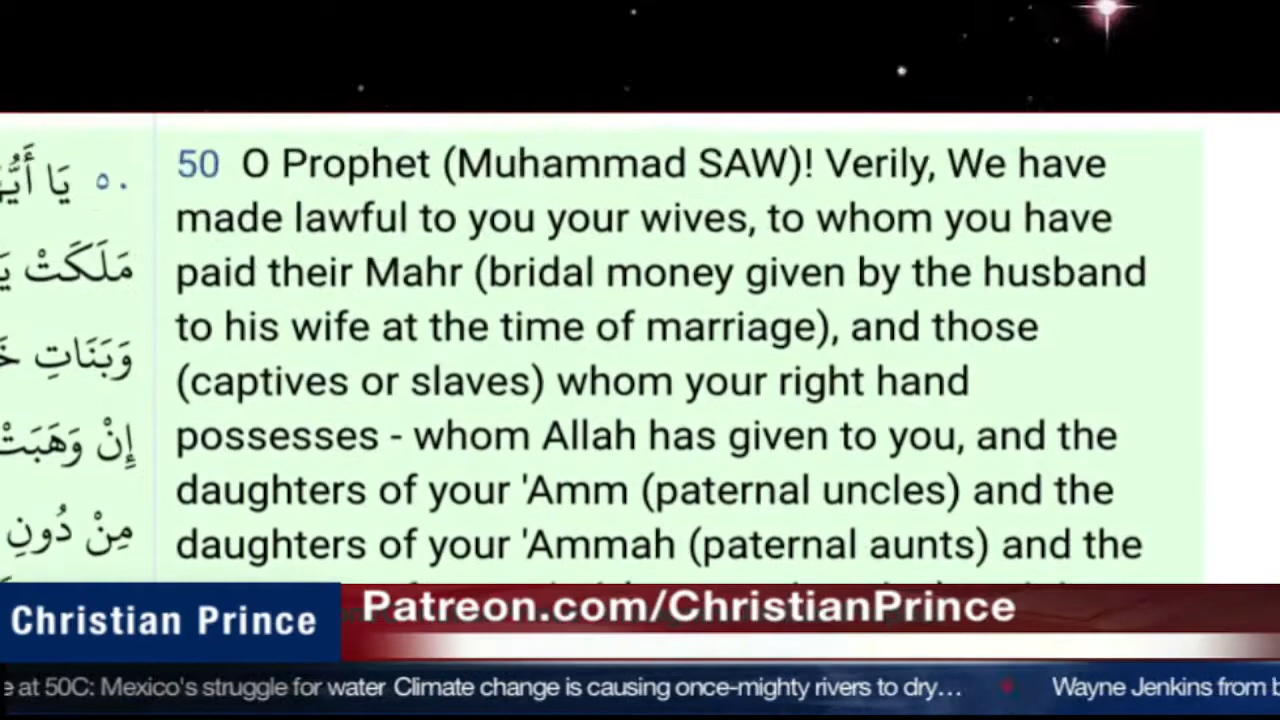 50 O Prophet (Muhammad SAW)! Verily, We have
made lawful to you your wives, to whom you have
paid their Mahr (bridal money given by the husband
to his wife at the time of marriage), and those
(captives or slaves) whom your right hand
possesses - whom Allah has given to you, and the
daughters of your 'Amm (paternal uncles) and the
daughters of your 'Ammah (paternal aunts) and the
٥٠ يَا
مَلَكَتْ
وَبَنَاتِ
إِنْ وَهَبَتْ
مِنْ دُونِ
Christian Prince
Patreon.com/ChristianPrince
at 50C: Mexico's struggle for water Climate change is causing once-mighty rivers to dry… Wayne Jenkins from